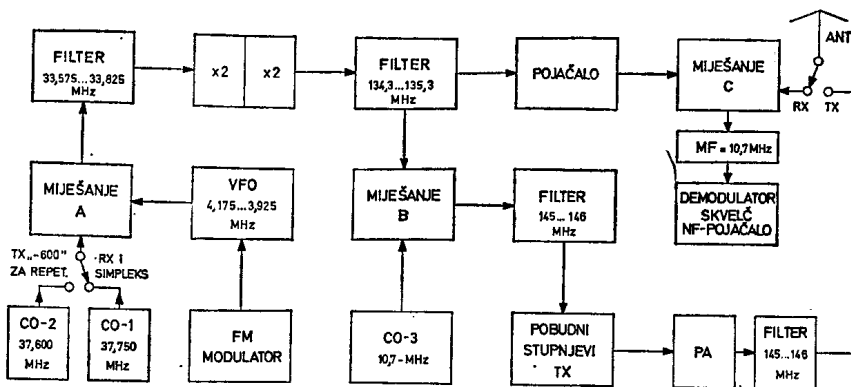 FILTER
33,575...33,825
MHz
x2
x2
FILTER
134,3...135,3
MHz
POJAČALO
MIJEŠANJE
C
ANT
RX
TX
MF = 10,7 MHz
DEMODULATOR
SKVELČ
NF-POJAČALO
MIJEŠANJE
A
VFO
4,175...3,925
MHz
MIJEŠANJE
B
FILTER
145... 146
MHz
TX„-600”
ZA REPET.
RX i
SIMPLEKS
CO-2
37,600
MHz
CO-1
37,750
MHz
FM
MODULATOR
CO-3
10,7-MHz
POBUDNI
STUPNJEVI
TX
PA
FILTER
145...146
MHz